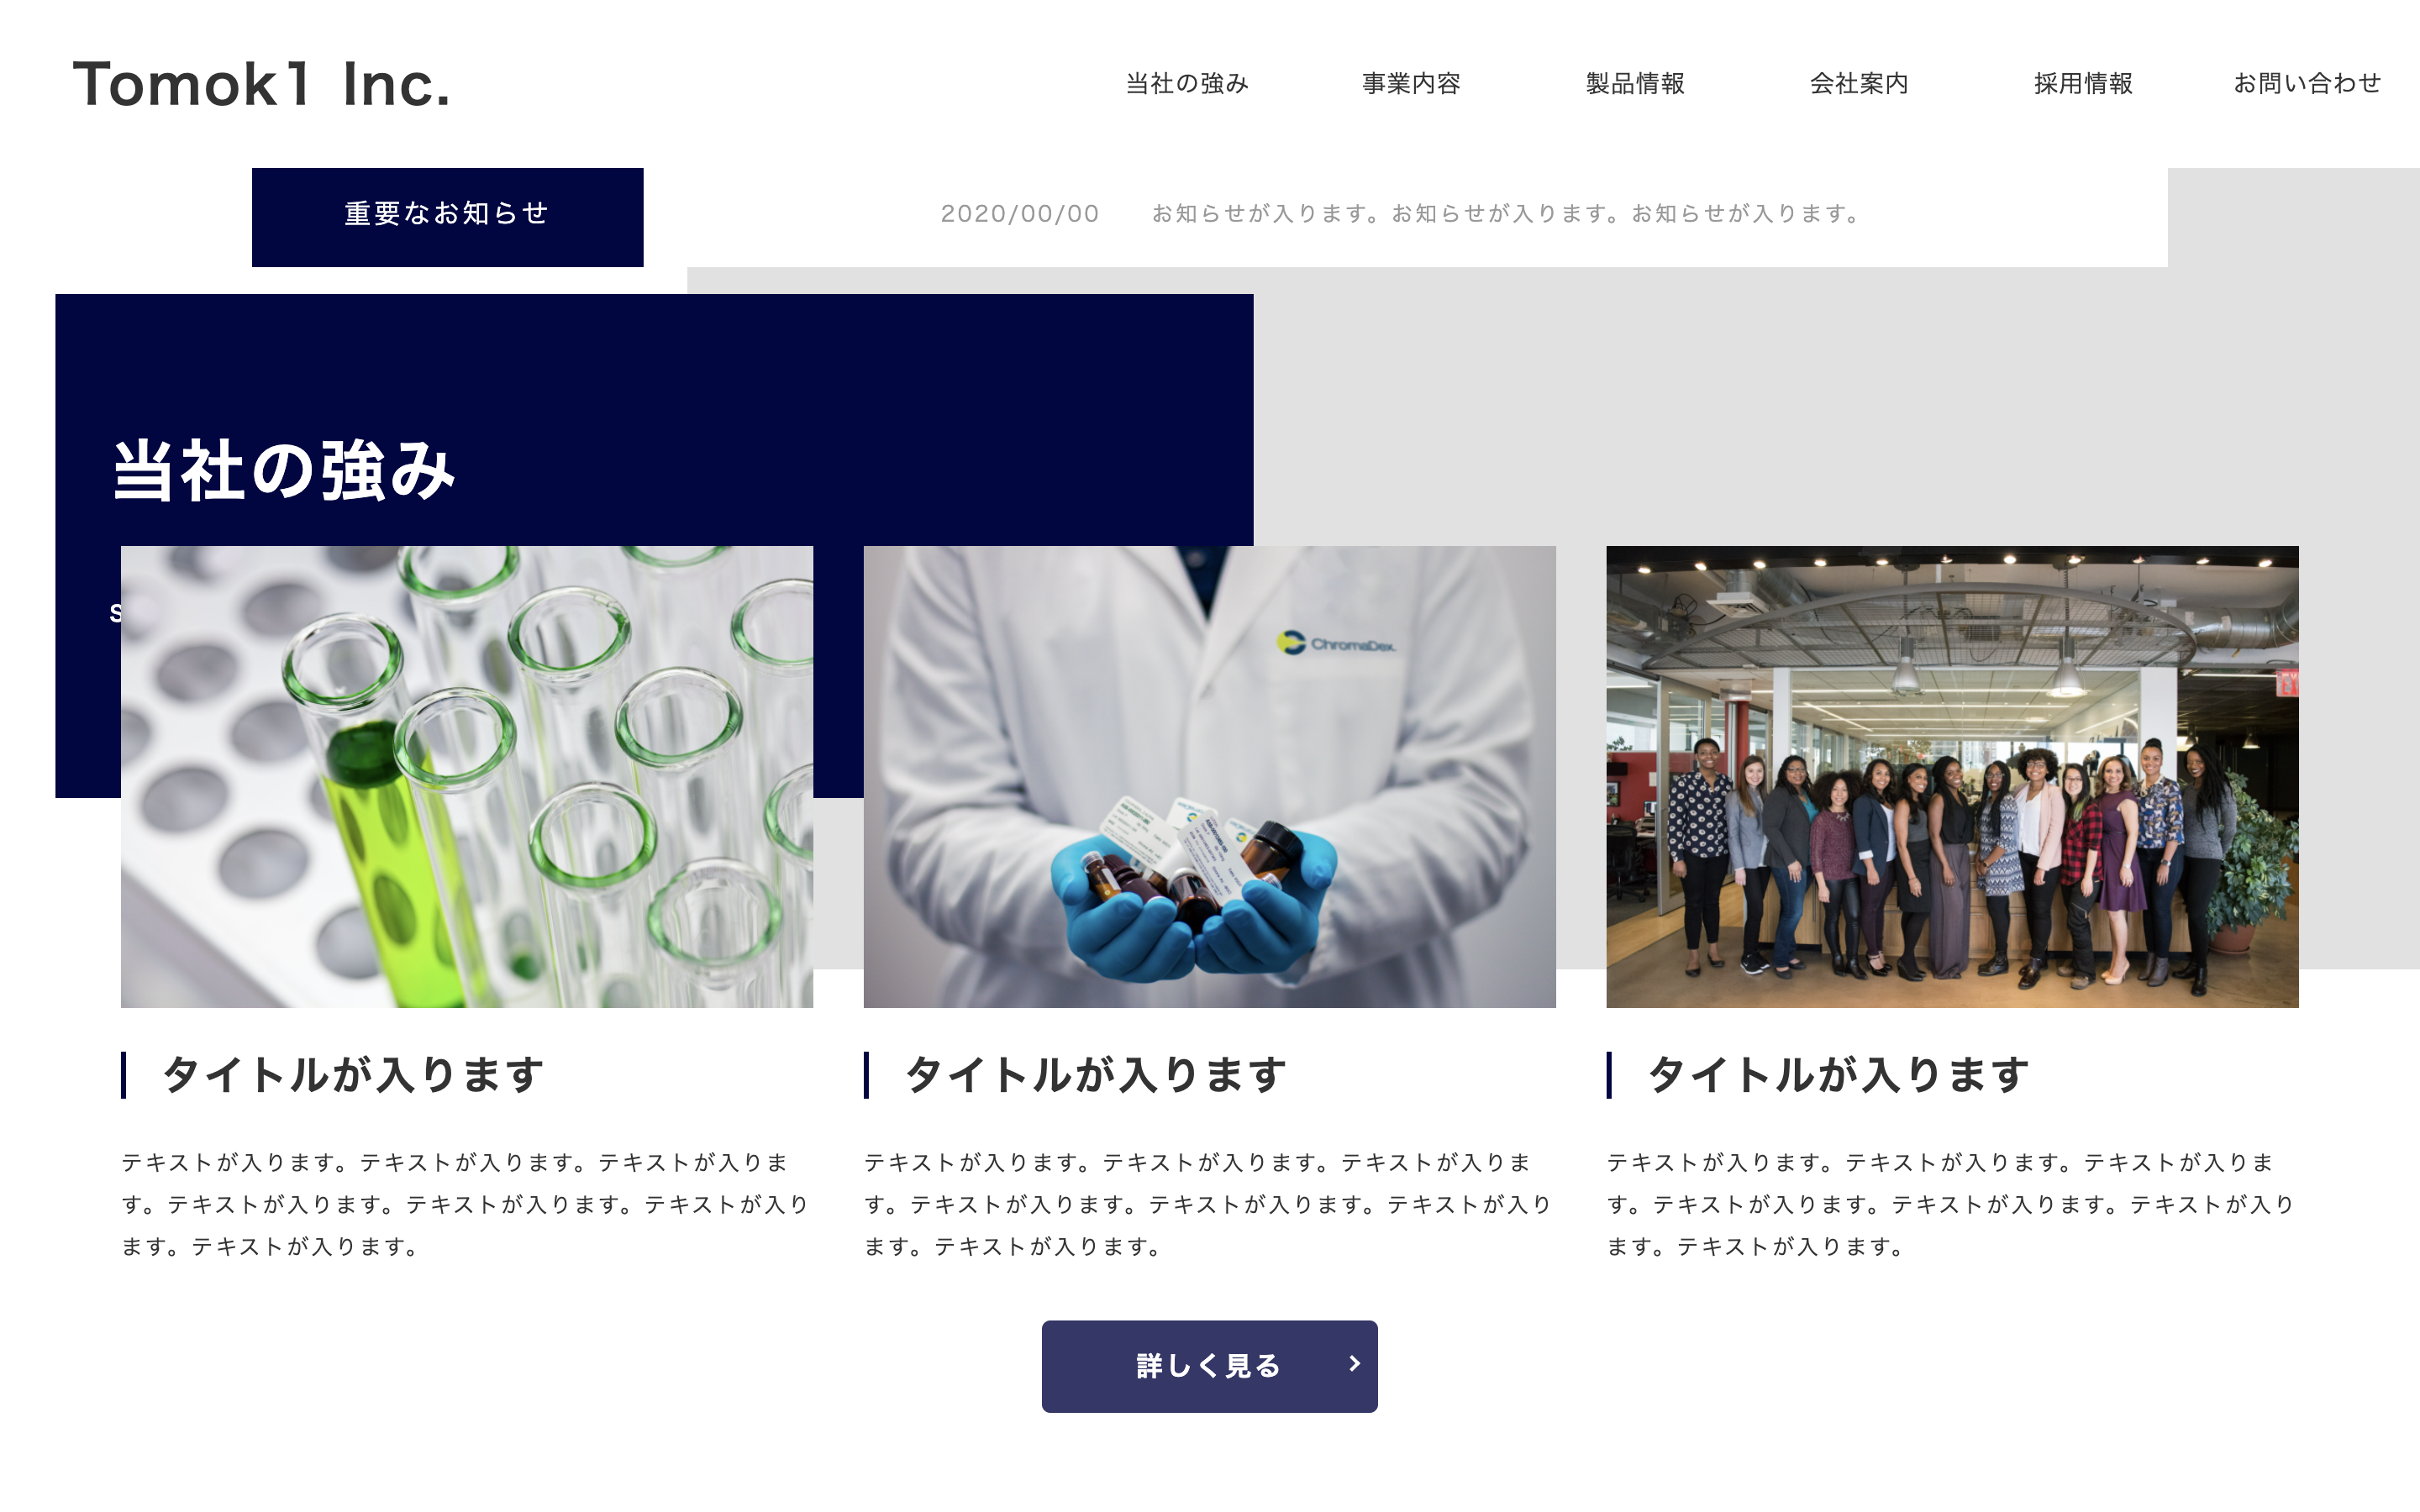 Tomok1 Inc.
当社の強み
事業内容
製品情報
会社案内
採用情報
お問い合わせ
重要なお知らせ
2020/00/00 お知らせが入ります。お知らせが入ります。お知らせが入ります。
当社の強み
ChromaDex
タイトルが入ります
テキストが入ります。テキストが入ります。テキストが入りま
す。テキストが入ります。テキストが入ります。テキストが入り
ます。テキストが入ります。
タイトルが入ります
テキストが入ります。テキストが入ります。テキストが入りま
す。テキストが入ります。テキストが入ります。テキストが入り
ます。テキストが入ります。
タイトルが入ります
テキストが入ります。テキストが入ります。テキストが入りま
す。テキストが入ります。テキストが入ります。テキストが入り
ます。テキストが入ります。
詳しく見る